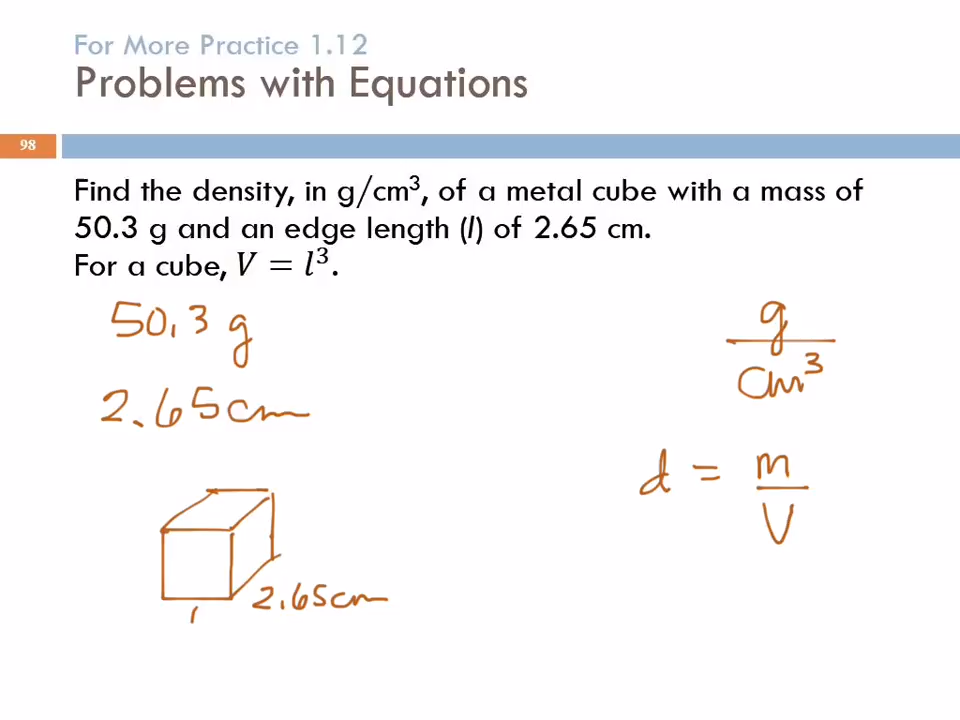 For More Practice 1.12
Problems with Equations
98
Find the density, in g/cm³, of a metal cube with a mass of
50.3 g and an edge length (l) of 2.65 cm.
For a cube, V = l³.
50.3 g
g
cm³
2.65cm
d = m
V
2.65cm